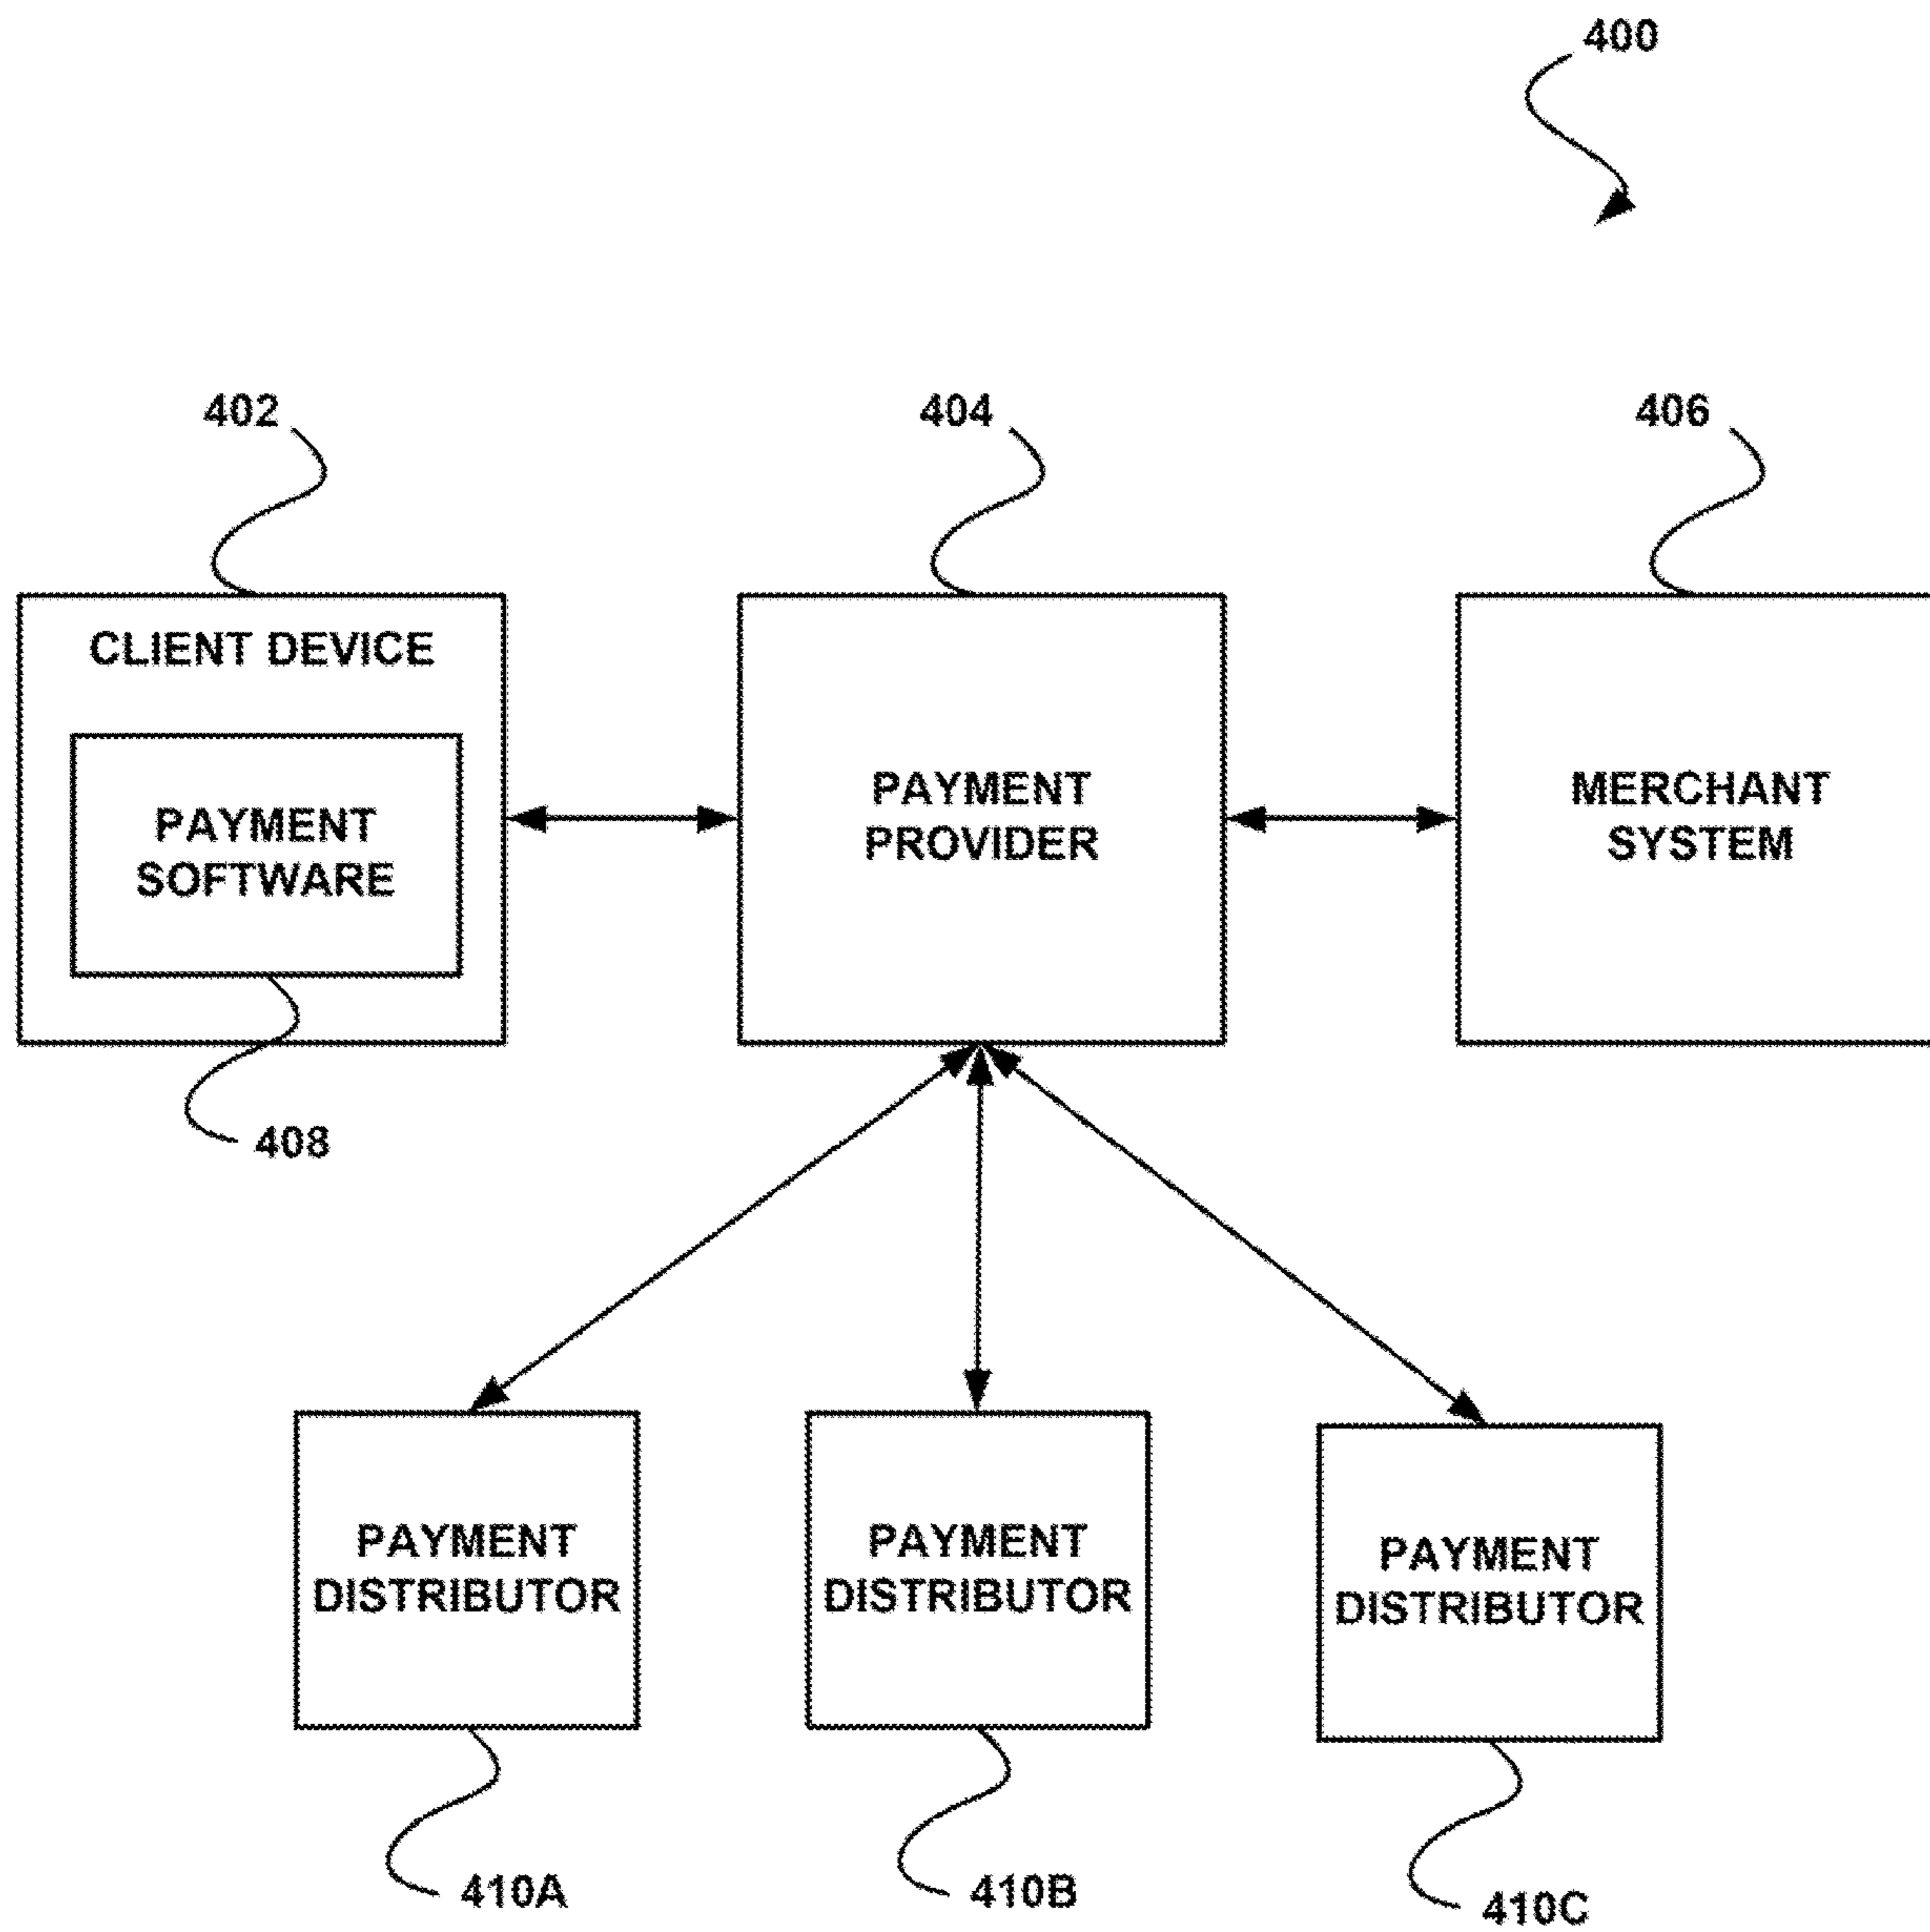 400
402
404
406
CLIENT DEVICE
PAYMENT
SOFTWARE
PAYMENT
PROVIDER
MERCHANT
SYSTEM
408
PAYMENT
DISTRIBUTOR
PAYMENT
DISTRIBUTOR
PAYMENT
DISTRIBUTOR
410A
410B
410C